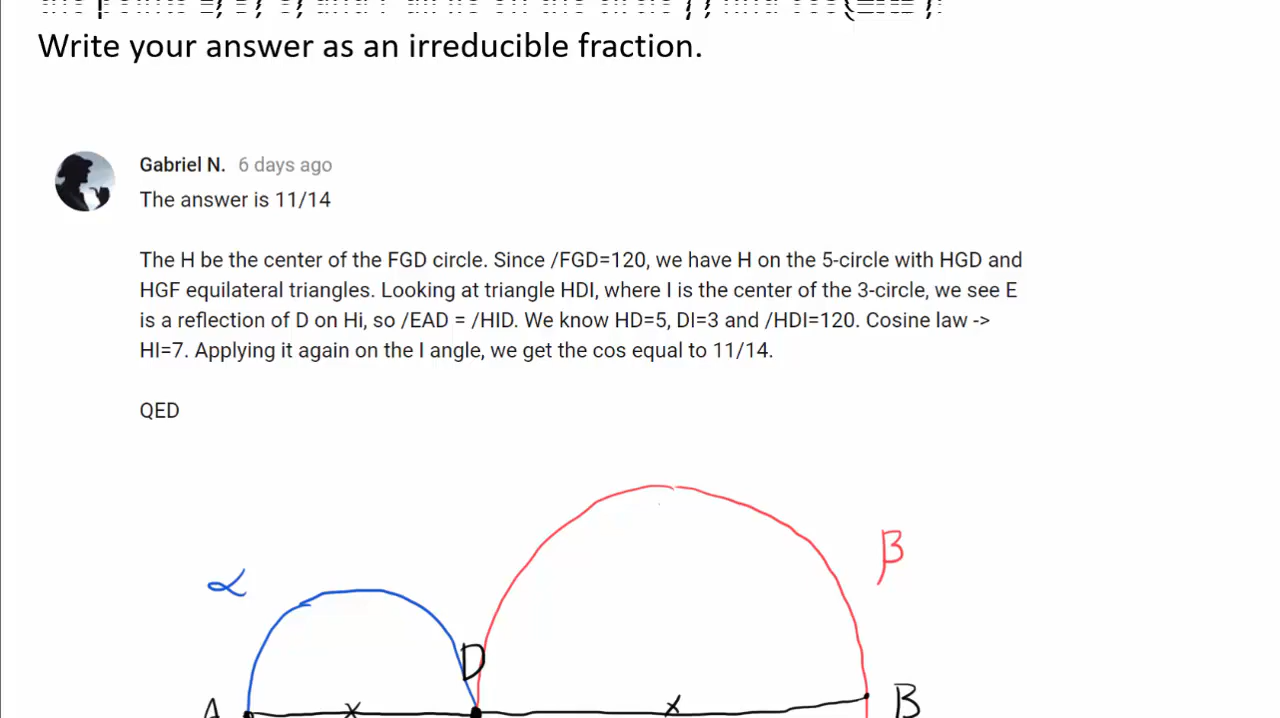 Write your answer as an irreducible fraction.
Gabriel N. 6 days ago
The answer is 11/14
The H be the center of the FGD circle. Since /FGD=120, we have H on the 5-circle with HGD and
HGF equilateral triangles. Looking at triangle HDI, where I is the center of the 3-circle, we see E
is a reflection of D on Hi, so /EAD = /HID. We know HD=5, DI=3 and /HDI=120. Cosine law ->
HI=7. Applying it again on the I angle, we get the cos equal to 11/14.
QED
β
α
D
A x x B